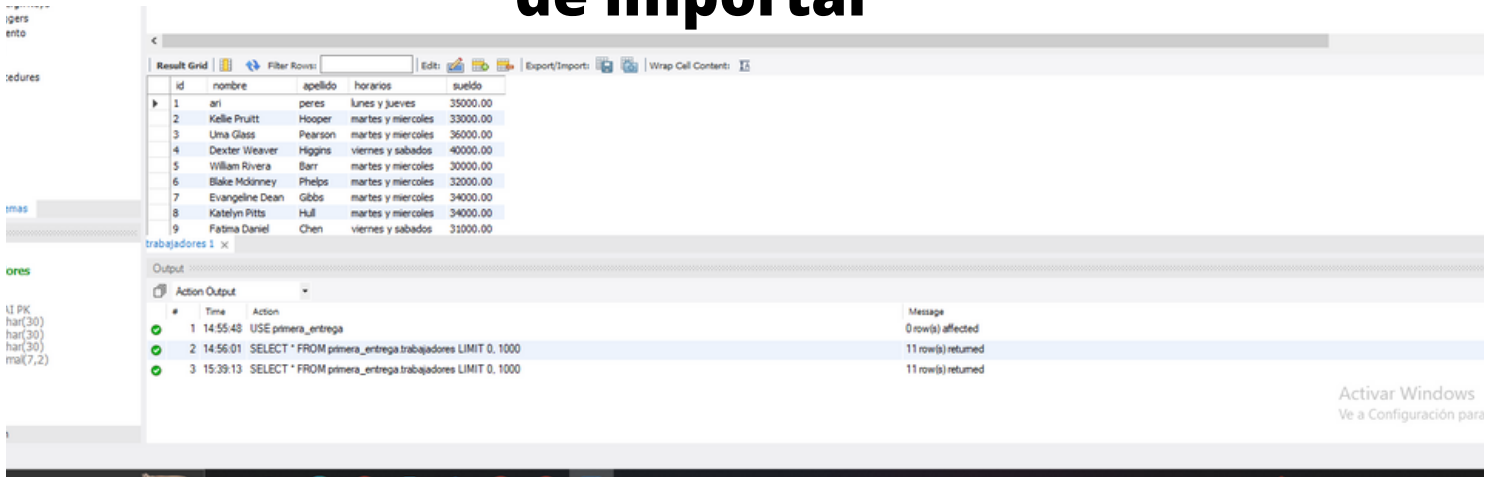 de importar
ggers
ento
cedures
emas
ores
AI PK
har(30)
har(30)
har(30)
mal(7,2)
Result Grid Filter Rows: Edit: Export/Import: Wrap Cell Content:
id nombre apellido horarios sueldo
1 ari peres lunes y jueves 35000.00
2 Kellie Pruitt Hooper martes y miercoles 33000.00
3 Uma Glass Pearson martes y miercoles 36000.00
4 Dexter Weaver Higgins viernes y sabados 40000.00
5 William Rivera Barr martes y miercoles 30000.00
6 Blake Mckinney Phelps martes y miercoles 32000.00
7 Evangeline Dean Gibbs martes y miercoles 34000.00
8 Katelyn Pitts Hull martes y miercoles 34000.00
9 Fatima Daniel Chen viernes y sabados 31000.00
trabajadores 1
Output
Action Output
# Time Action Message
1 14:55:48 USE primera_entrega 0 row(s) affected
2 14:56:01 SELECT * FROM primera_entrega.trabajadores LIMIT 0, 1000 11 row(s) returned
3 15:39:13 SELECT * FROM primera_entrega.trabajadores LIMIT 0, 1000 11 row(s) returned
Activar Windows
Ve a Configuración para